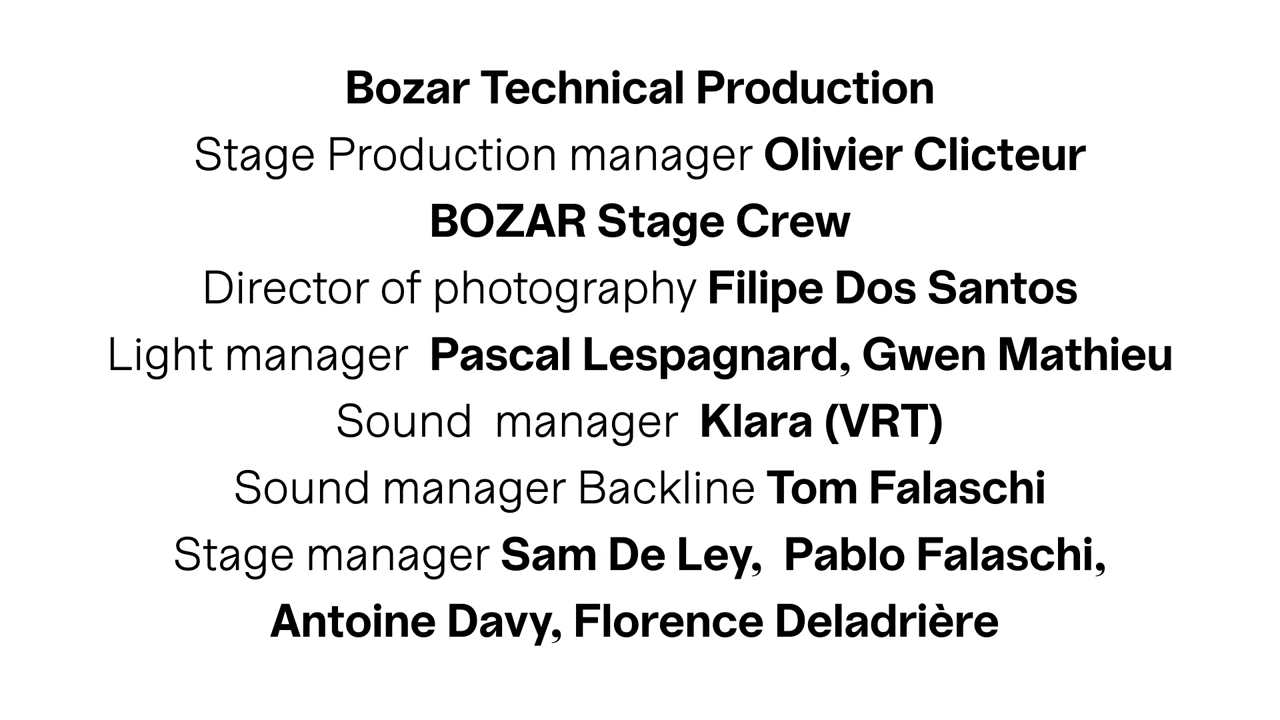 Bozar Technical Production
Stage Production manager Olivier Clicteur
BOZAR Stage Crew
Director of photography Filipe Dos Santos
Light manager  Pascal Lespagnard, Gwen Mathieu
Sound  manager  Klara (VRT)
Sound manager Backline Tom Falaschi
Stage manager Sam De Ley,  Pablo Falaschi,
Antoine Davy, Florence Deladrière